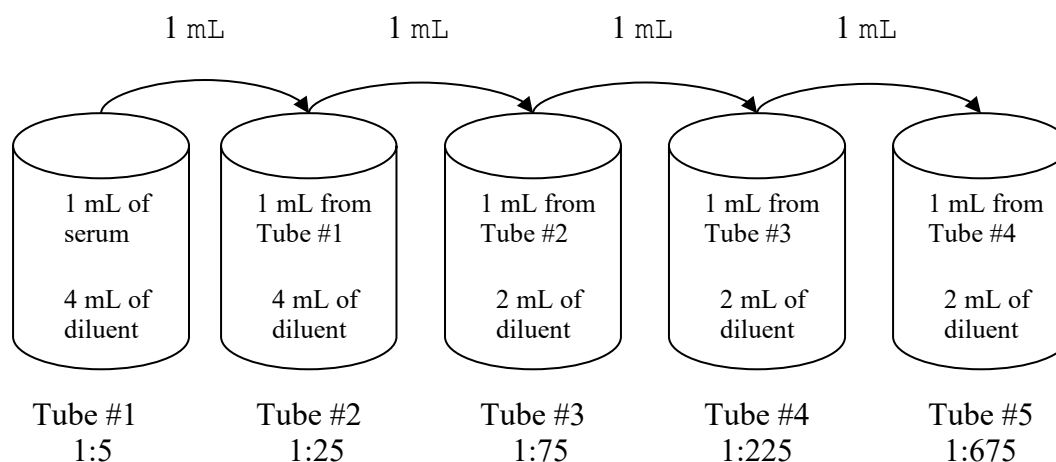 1 mL 1 mL 1 mL 1 mL
1 mL of
serum
4 mL of
diluent
1 mL from
Tube #1
4 mL of
diluent
1 mL from
Tube #2
2 mL of
diluent
1 mL from
Tube #3
2 mL of
diluent
1 mL from
Tube #4
2 mL of
diluent
Tube #1
1:5
Tube #2
1:25
Tube #3
1:75
Tube #4
1:225
Tube #5
1:675